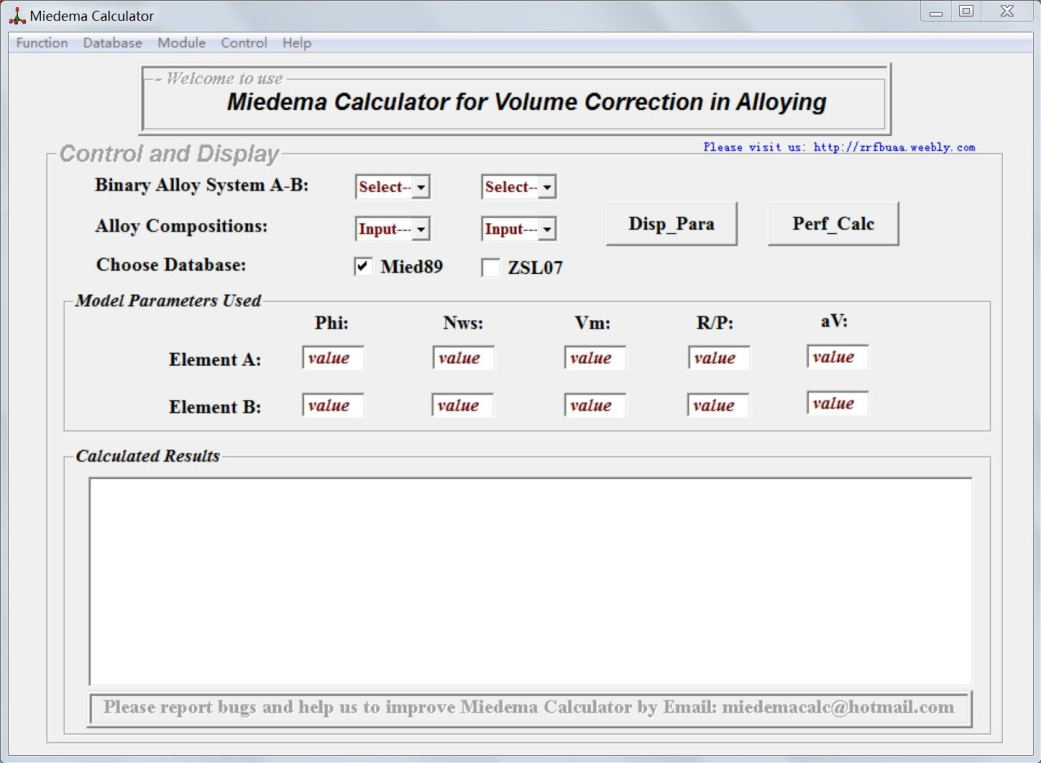 Miedema Calculator
Function Database Module Control Help
- Welcome to use
Miedema Calculator for Volume Correction in Alloying
Please visit us: http://zrfbuaa.weebly.com
Control and Display
Binary Alloy System A-B: Select-- Select--
Alloy Compositions: Input--- Input--- Disp_Para Perf_Calc
Choose Database: Mied89 ZSL07
Model Parameters Used
Phi: Nws: Vm: R/P: aV:
Element A: value value value value value
Element B: value value value value value
Calculated Results
Please report bugs and help us to improve Miedema Calculator by Email: miedemacalc@hotmail.com